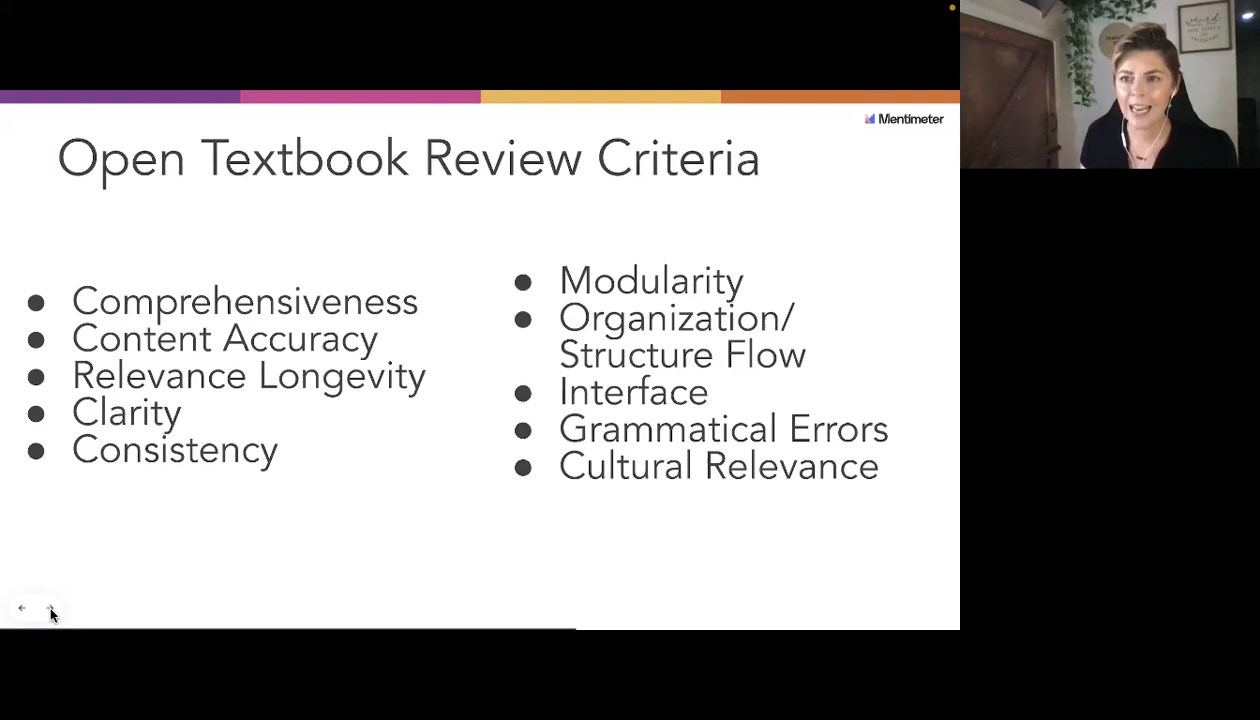 Mentimeter
Open Textbook Review Criteria
● Comprehensiveness
● Content Accuracy
● Relevance Longevity
● Clarity
● Consistency
● Modularity
● Organization/
Structure Flow
● Interface
● Grammatical Errors
● Cultural Relevance